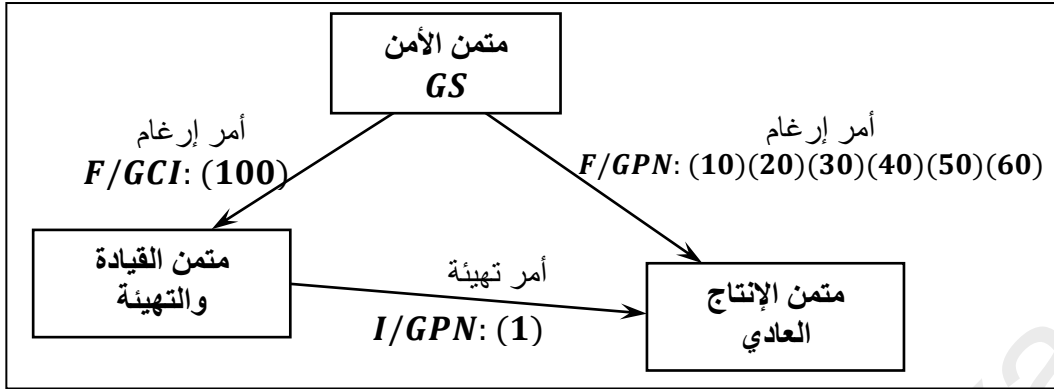 متمن الأمن
GS
أمر إرغام
F/GCI: (100)
أمر إرغام
F/GPN: (10)(20)(30)(40)(50)(60)
متمن القيادة
والتهيئة
أمر تهيئة
I/GPN: (1)
متمن الإنتاج
العادي